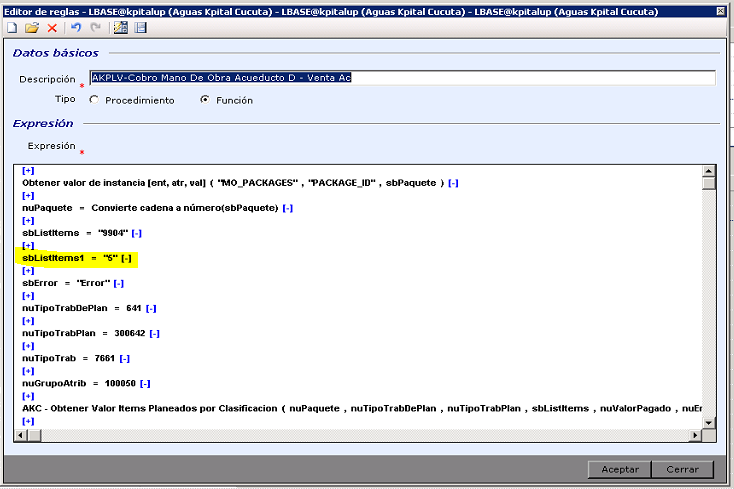 Editor de reglas - LBASE@kpitalup (Aguas Kpital Cucuta) - LBASE@kpitalup (Aguas Kpital Cucuta) - LBASE@kpitalup (Aguas Kpital Cucuta)
Datos básicos
Descripción * AKPLV-Cobro Mano De Obra Acueducto D - Venta Ac
Tipo Procedimiento Función
Expresión
Expresión *
[+]
Obtener valor de instancia [ent, atr, val] ( "MO_PACKAGES" , "PACKAGE_ID" , sbPaquete ) [-]
[+]
nuPaquete = Convierte cadena a número(sbPaquete) [-]
[+]
sbListItems = "9904" [-]
[+]
sbListItems1 = "5" [-]
[+]
sbError = "Error" [-]
[+]
nuTipoTrabDePlan = 641 [-]
[+]
nuTipoTrabPlan = 300642 [-]
[+]
nuTipoTrab = 7661 [-]
[+]
nuGrupoAtrib = 100050 [-]
[+]
AKC - Obtener Valor Items Planeados por Clasificacion ( nuPaquete , nuTipoTrabDePlan , nuTipoTrabPlan , sbListItems , nuValorPagado , nuEr
[+]
Aceptar Cerrar